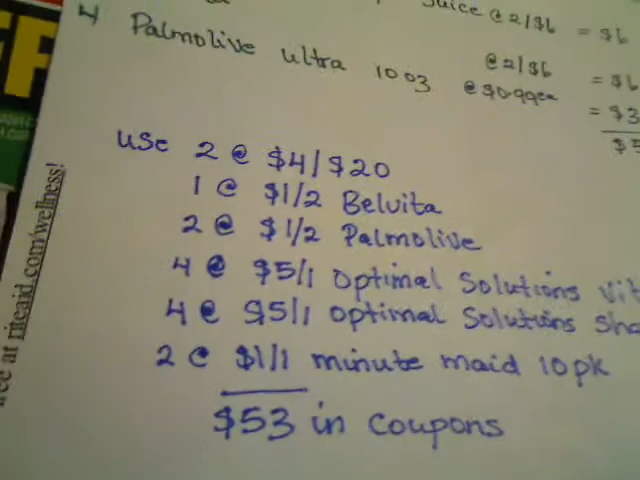 Juice @ 2/$6 = $6
@ 2/$6 = $6
4 Palmolive ultra 10oz @ $0.99ea = $3
$5
use 2 @ $4/$20
1 @ $1/2 Belvita
2 @ $1/2 Palmolive
4 @ $5/1 Optimal Solutions Vit
4 @ $5/1 Optimal Solutions Sha
2 @ $1/1 minute maid 10pk
$53 in coupons
at riteaid.com/wellness!